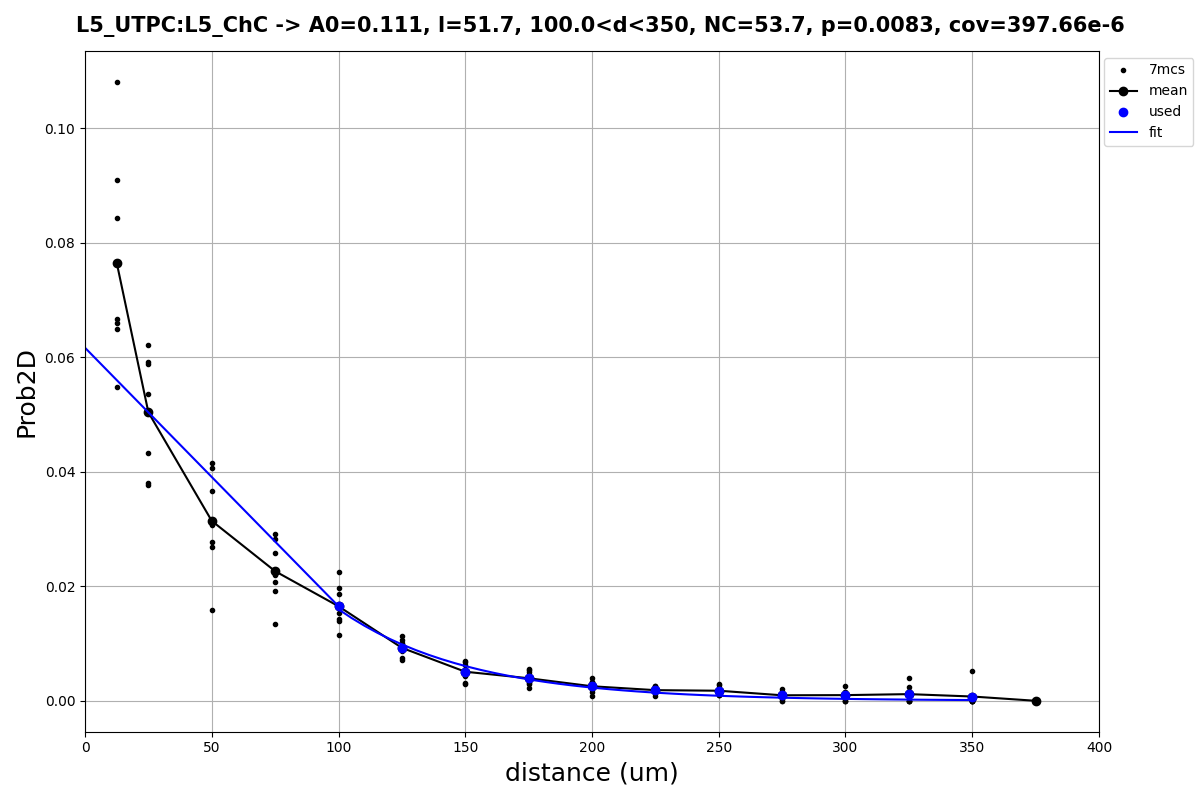 L5_UTPC:L5_ChC -> A0=0.111, l=51.7, 100.0<d<350, NC=53.7, p=0.0083, cov=397.66e-6
7mcs
mean
used
fit
0.10
0.08
0.06
0.04
0.02
0.00
Prob2D
0 50 100 150 200 250 300 350 400
distance (um)